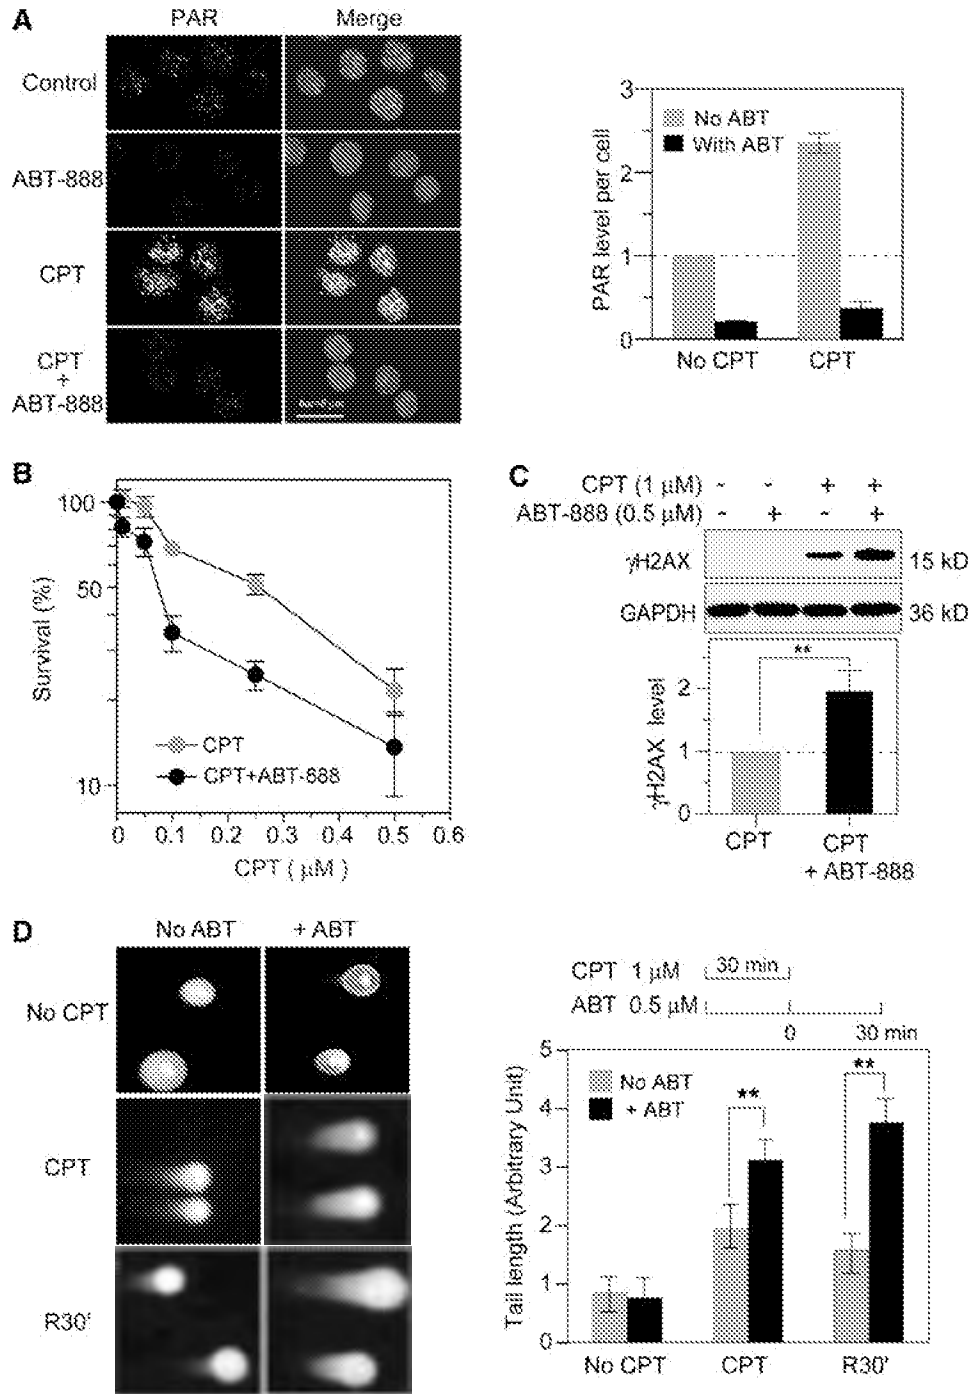 A
PAR
Merge
Control
ABT-888
CPT
CPT
+
ABT-888
3
2
1
0
PAR level per cell
No ABT
With ABT
No CPT
CPT
B
100
50
10
Survival (%)
CPT
CPT+ABT-888
0
0.1
0.2
0.3
0.4
0.5
0.6
CPT ( μM )
C
CPT (1 μM) - - + +
ABT-888 (0.5 μM) - + - +
γH2AX
15 kD
GAPDH
36 kD
**
2
1
0
γH2AX level
CPT
CPT
+ ABT-888
D
No ABT
+ ABT
No CPT
CPT
R30'
CPT 1 μM
30 min
ABT 0.5 μM
0
30 min
5
4
3
2
1
0
Tail length (Arbitrary Unit)
No ABT
+ ABT
**
**
No CPT
CPT
R30'